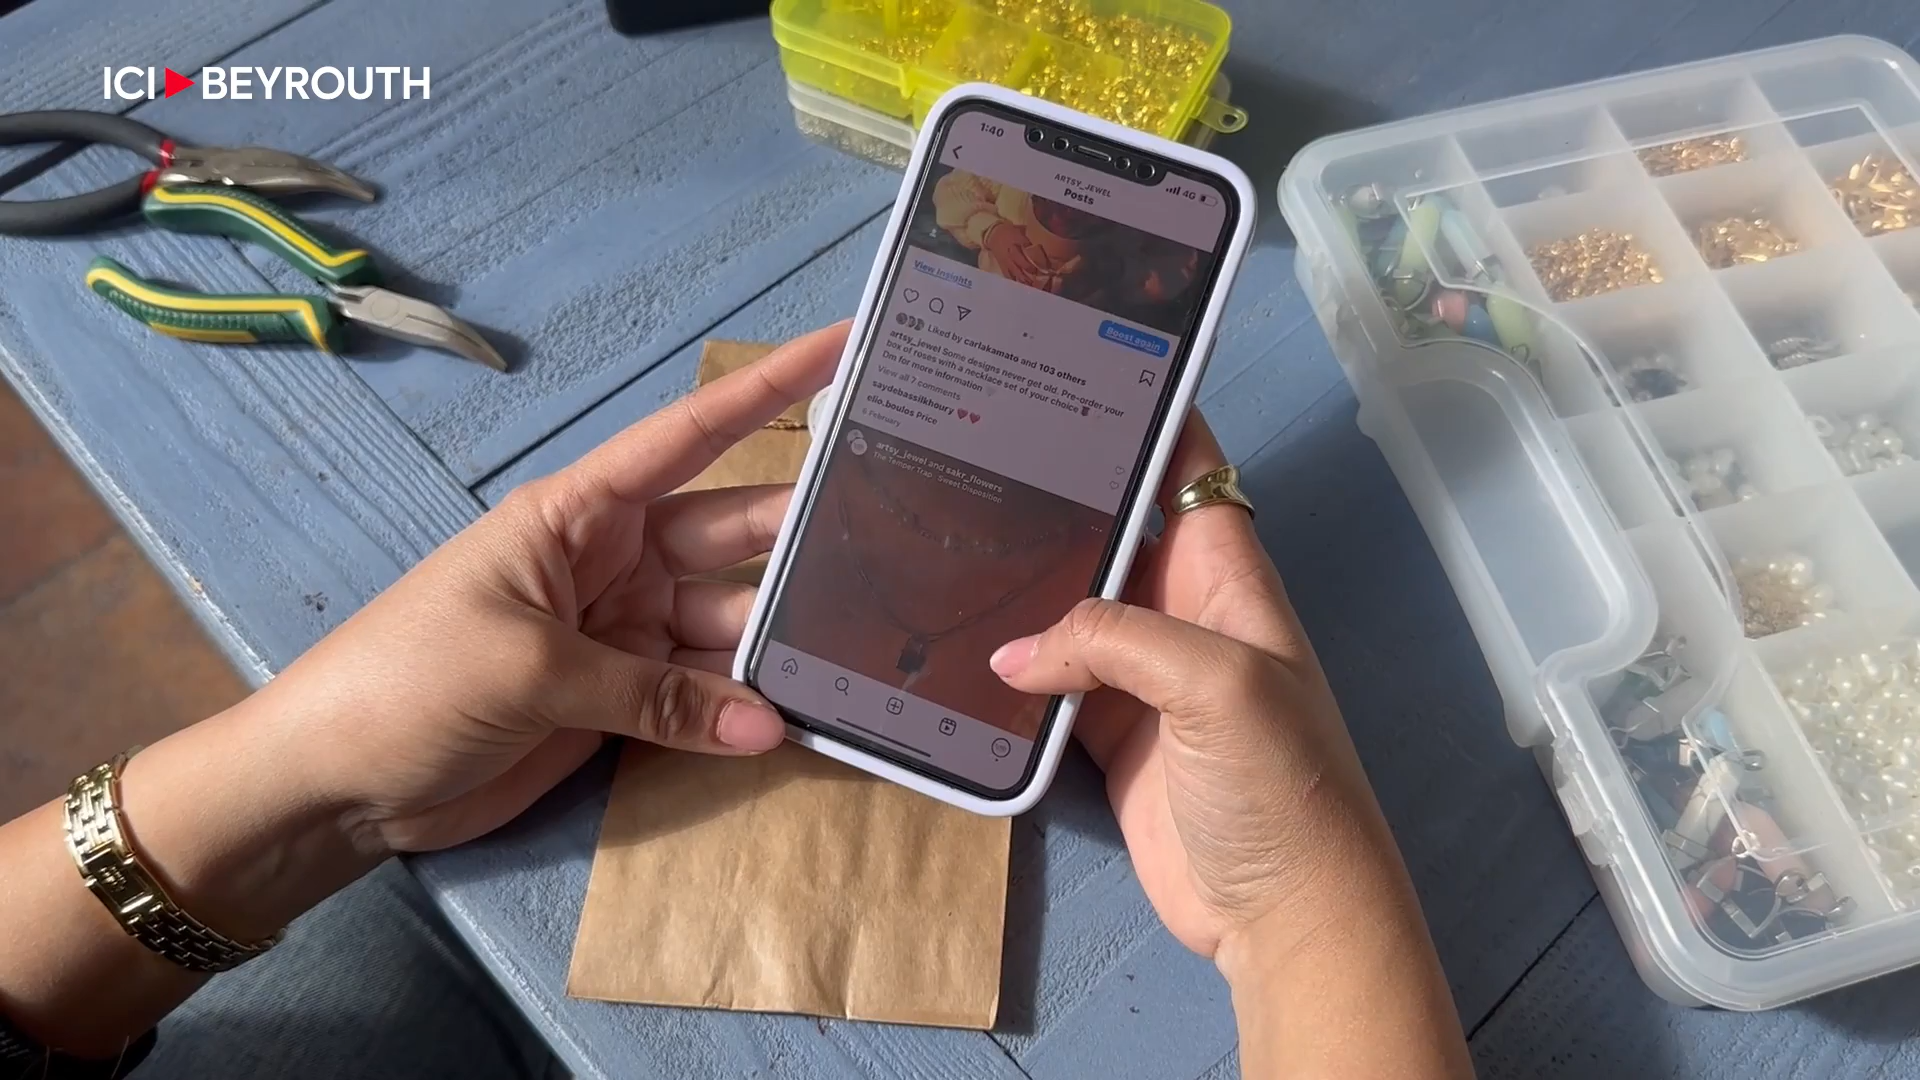 ICI BEYROUTH
1:40
4G
ARTSY_JEWEL
Posts
View Insights
Boost again
Liked by carlakamato and 103 others
artsy_jewel Some designs never get old. Pre-order your
box of roses with a necklace set of your choice
Dm for more information
View all 7 comments
saydebassilkhoury
elio.boulos Price
6 February
artsy_jewel and sakr_flowers
The Temper Trap · Sweet Disposition